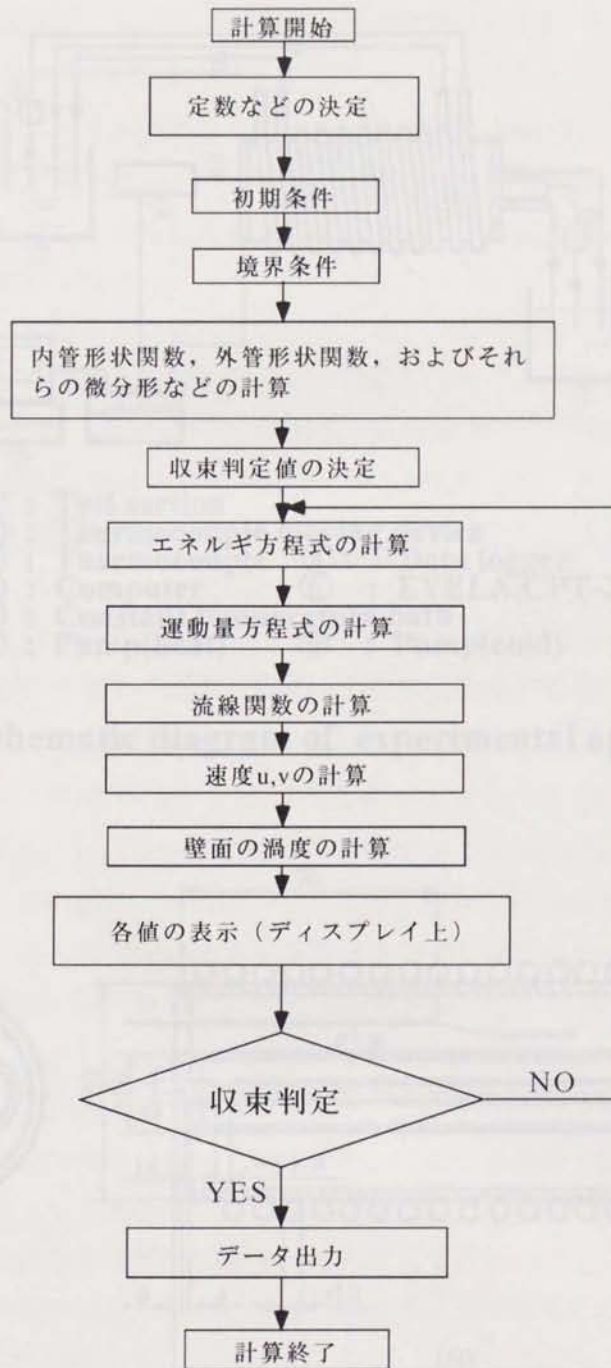 計算開始
定数などの決定
初期条件
境界条件
内管形状関数，外管形状関数，およびそれ
らの微分形などの計算
収束判定値の決定
エネルギ方程式の計算
運動量方程式の計算
流線関数の計算
速度u,vの計算
壁面の渦度の計算
各値の表示（ディスプレイ上）
収束判定
NO
YES
データ出力
計算終了